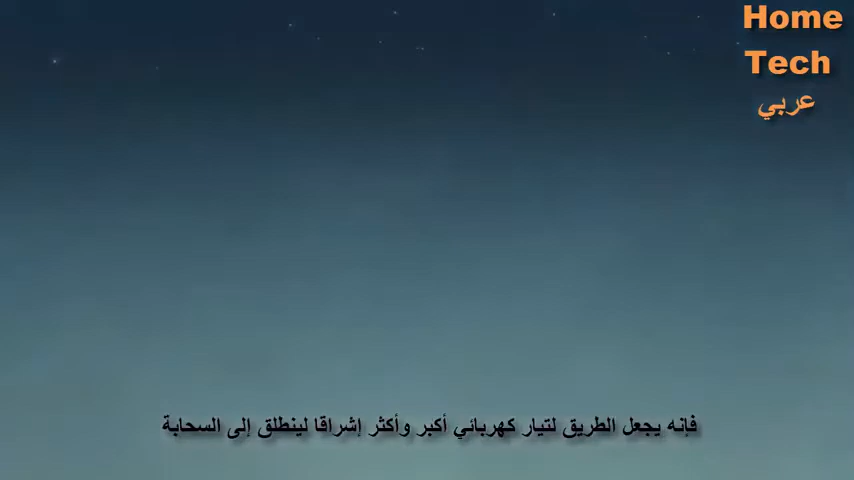 Home
Tech
عربي
فإنه يجعل الطريق لتيار كهربائي أكبر وأكثر إشراقا لينطلق إلى السحابة